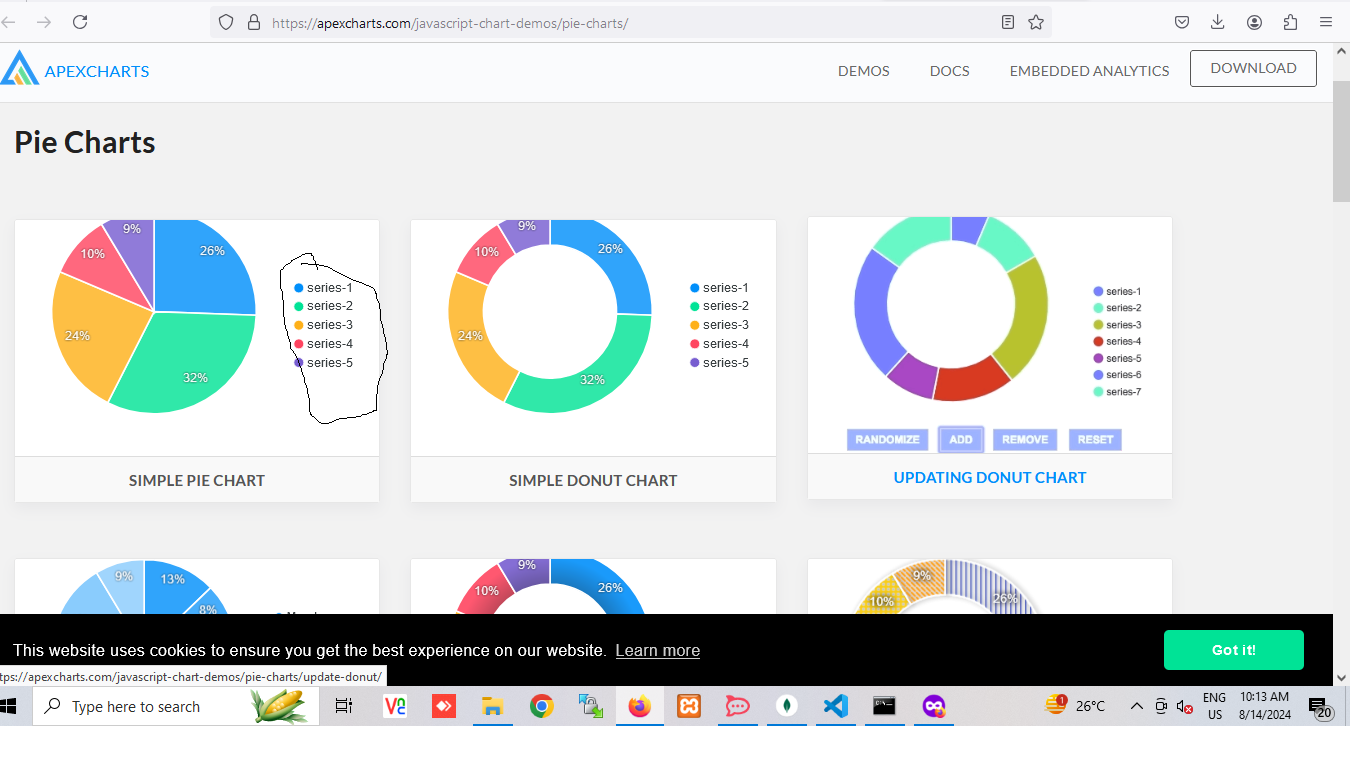 https://apexcharts.com/javascript-chart-demos/pie-charts/
APEXCHARTS
DEMOS
DOCS
EMBEDDED ANALYTICS
DOWNLOAD
Pie Charts
9%
26%
10%
24%
32%
series-1
series-2
series-3
series-4
series-5
SIMPLE PIE CHART
9%
26%
10%
24%
32%
series-1
series-2
series-3
series-4
series-5
SIMPLE DONUT CHART
series-1
series-2
series-3
series-4
series-5
series-6
series-7
RANDOMIZE
ADD
REMOVE
RESET
UPDATING DONUT CHART
9%
13%
8%
9%
10%
26%
9%
10%
26%
This website uses cookies to ensure you get the best experience on our website. Learn more
Got it!
tps://apexcharts.com/javascript-chart-demos/pie-charts/update-donut/
Type here to search
VNC
1
26°C
ENG
US
10:13 AM
8/14/2024
20